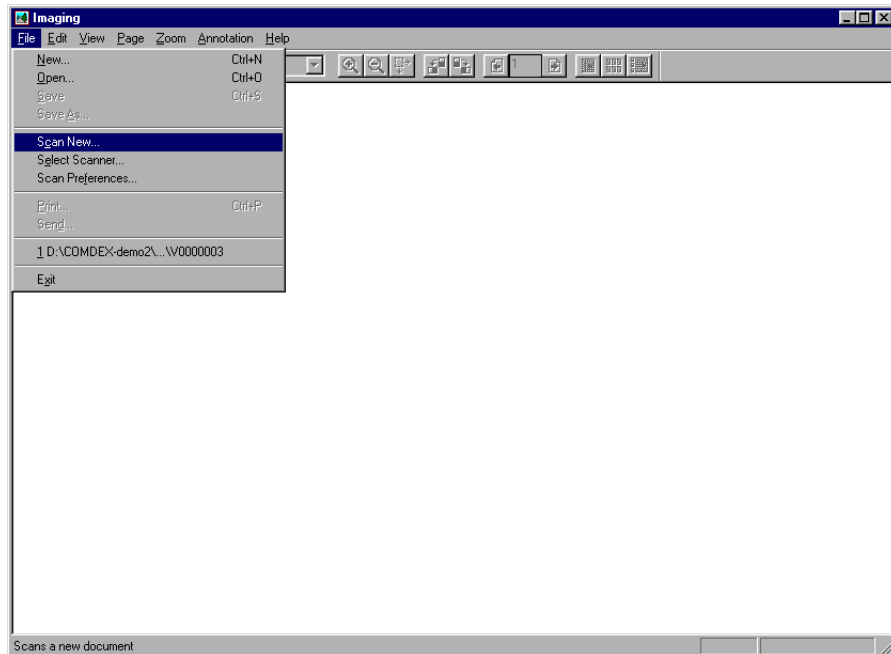 Imaging
File Edit View Page Zoom Annotation Help
New... Ctrl+N
Open... Ctrl+O
Save Ctrl+S
Save As...
Scan New...
Select Scanner...
Scan Preferences...
Print... Ctrl+P
Send...
1 D:\COMDEX-demo2\...\V0000003
Exit
1
Scans a new document